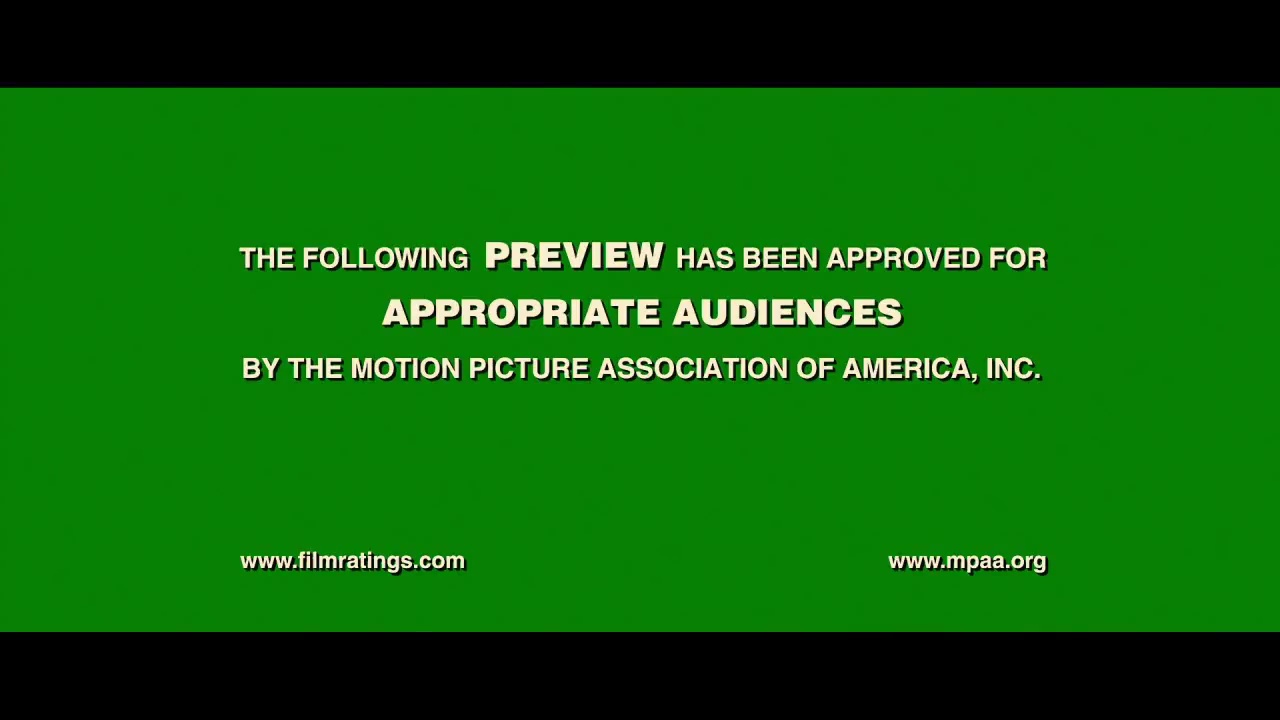 THE FOLLOWING PREVIEW HAS BEEN APPROVED FOR
APPROPRIATE AUDIENCES
BY THE MOTION PICTURE ASSOCIATION OF AMERICA, INC.
www.filmratings.com www.mpaa.org